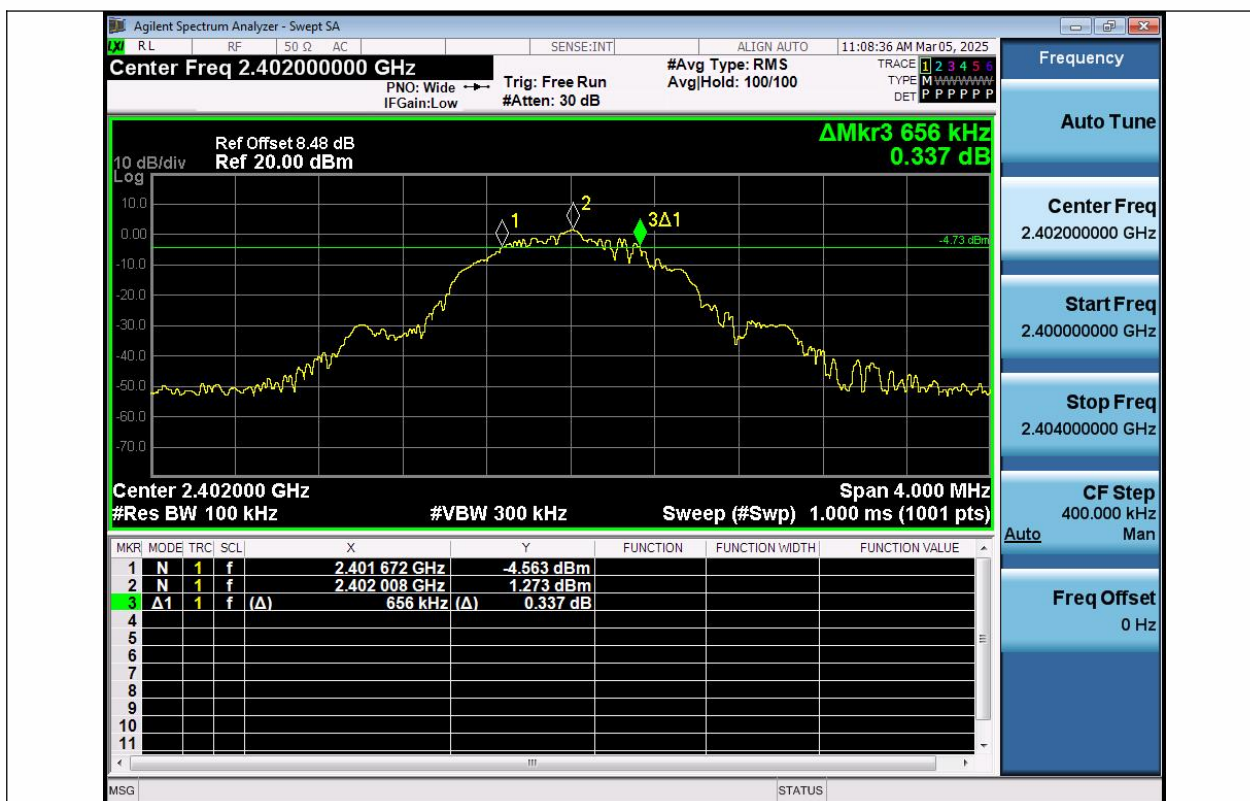 Agilent Spectrum Analyzer - Swept SA
LXI RL RF 50 Ω AC SENSE:INT ALIGN AUTO 11:08:36 AM Mar 05, 2025
Center Freq 2.402000000 GHz
PNO: Wide
IFGain:Low
Trig: Free Run
#Atten: 30 dB
#Avg Type: RMS
Avg|Hold: 100/100
TRACE 1 2 3 4 5 6
TYPE M WWWWW
DET P P P P P P
ΔMkr3 656 kHz
0.337 dB
Ref Offset 8.48 dB
10 dB/div Ref 20.00 dBm
Log
1
2
3Δ1
-4.73 dBm
10.0
0.00
-10.0
-20.0
-30.0
-40.0
-50.0
-60.0
-70.0
Center 2.402000 GHz Span 4.000 MHz
#Res BW 100 kHz #VBW 300 kHz Sweep (#Swp) 1.000 ms (1001 pts)
MKR MODE TRC SCL X Y FUNCTION FUNCTION WIDTH FUNCTION VALUE
1 N 1 f 2.401 672 GHz -4.563 dBm
2 N 1 f 2.402 008 GHz 1.273 dBm
3 Δ1 1 f (Δ) 656 kHz (Δ) 0.337 dB
4
5
6
7
8
9
10
11
MSG STATUS
Frequency
Auto Tune
Center Freq
2.402000000 GHz
Start Freq
2.400000000 GHz
Stop Freq
2.404000000 GHz
CF Step
400.000 kHz
Auto Man
Freq Offset
0 Hz